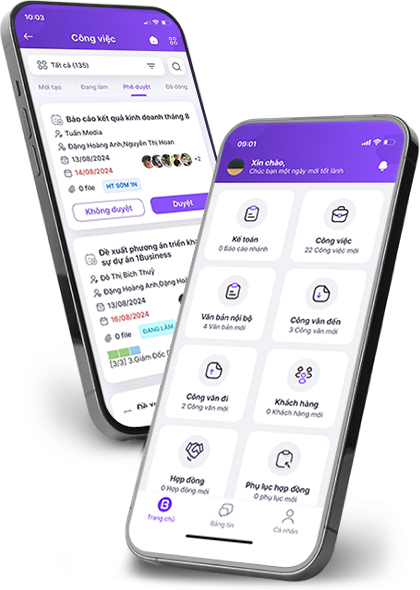 10:03
Công việc
Tất cả (135)
Mới tạo
Đang làm
Phê duyệt
Đã đóng
Báo cáo kết quả kinh doanh tháng 8
Tuấn Media
Đặng Hoàng Anh,Nguyễn Thị Hoan
13/08/2024
14/08/2024
+2
0 file
HT SỚM 1N
Không duyệt
Duyệt
Đề xuất phương án triển kh
sự dự án 1Business
Đỗ Thị Bích Thuỷ
Đặng Hoàng Anh,Đặng Ho
13/08/2024
16/08/2024
0 file
ĐANG LÀM
[3/3] 3.Giám Đốc
09:01
Xin chào,
Chúc bạn một ngày mới tốt lành
Kế toán
0 Báo cáo nhánh
Công việc
22 Công việc mới
Văn bản nội bộ
4 Văn bản mới
Công văn đến
3 Công văn mới
Công văn đi
2 Công văn mới
Khách hàng
0 Khách hàng mới
Hợp đồng
0 Hợp đồng mới
Phụ lục hợp đồng
0 phụ lục mới
Trang chủ
Bảng tin
Cá nhân